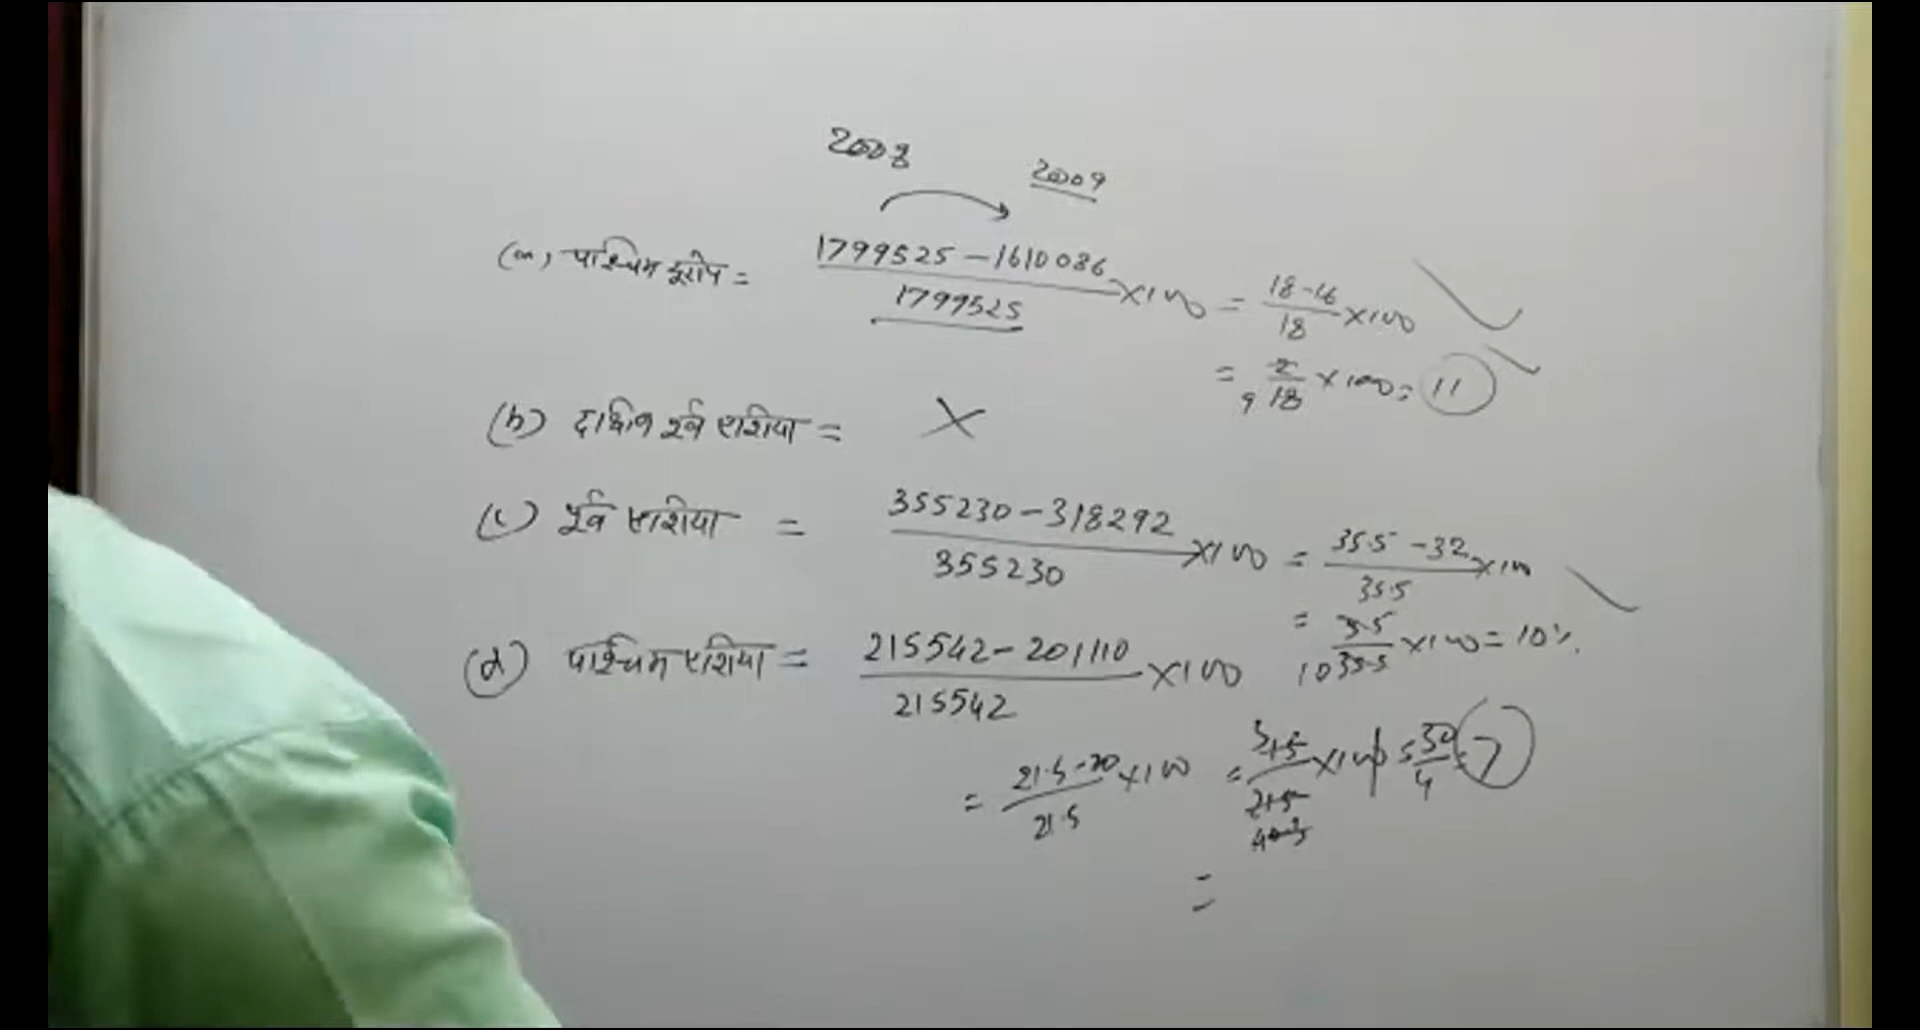 2008 2009
(a) पश्चिम यूरोप = 1799525 - 1610086 / 1799525 ×100 = 18-16 / 18 ×100
= 2 / 18 × 100 = 11
9
(b) दक्षिण पूर्व एशिया = ×
(c) पूर्व एशिया = 355230 - 318292 / 355230 ×100 = 35.5 - 32 / 35.5 ×100
= 3.5 / 35.5 ×100 = 10%
10
(d) पश्चिम एशिया = 215542 - 201110 / 215542 ×100
= 21.5 - 20 / 21.5 ×100 = 1.5 / 21.5 ×100 = 30 / 4 = 7
=